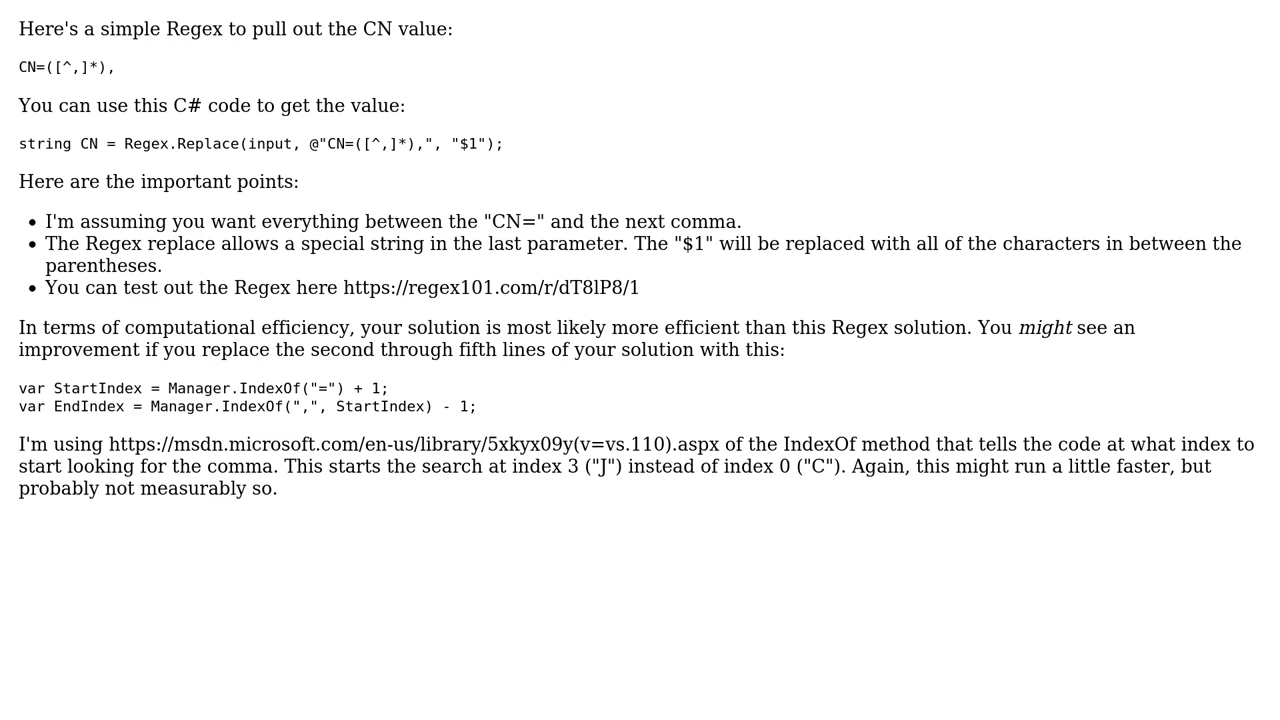 Here's a simple Regex to pull out the CN value:
CN=([^,]*),
You can use this C# code to get the value:
string CN = Regex.Replace(input, @"CN=([^,]*),", "$1");
Here are the important points:
• I'm assuming you want everything between the "CN=" and the next comma.
• The Regex replace allows a special string in the last parameter. The "$1" will be replaced with all of the characters in between the
parentheses.
• You can test out the Regex here https://regex101.com/r/dT8lP8/1
In terms of computational efficiency, your solution is most likely more efficient than this Regex solution. You might see an
improvement if you replace the second through fifth lines of your solution with this:
var StartIndex = Manager.IndexOf("=") + 1;
var EndIndex = Manager.IndexOf(",", StartIndex) - 1;
I'm using https://msdn.microsoft.com/en-us/library/5xkyx09y(v=vs.110).aspx of the IndexOf method that tells the code at what index to
start looking for the comma. This starts the search at index 3 ("J") instead of index 0 ("C"). Again, this might run a little faster, but
probably not measurably so.